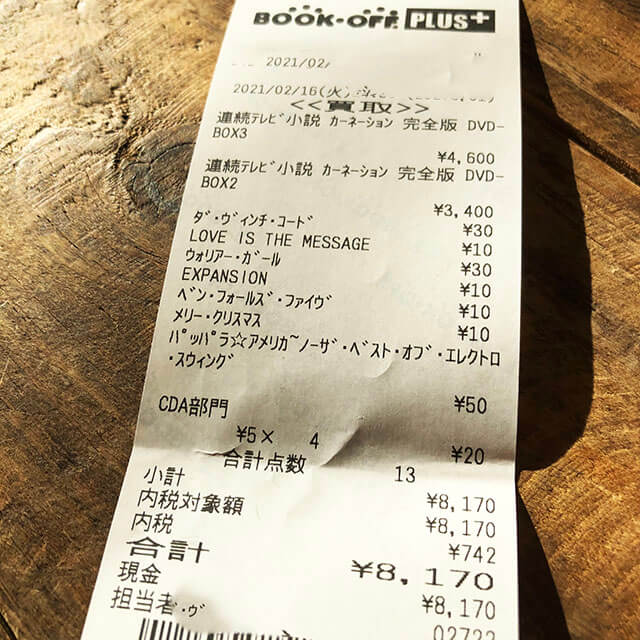 BOOK-OFF PLUS+
2021/02/
2021/02/16(火)
<<買取>>
連続テレビ小説 カーネーション 完全版 DVD-
BOX3
¥4,600
連続テレビ小説 カーネーション 完全版 DVD-
BOX2
¥3,400
ダ・ヴィンチ・コード ¥30
LOVE IS THE MESSAGE ¥10
ウォリアー・ガール ¥30
EXPANSION ¥10
ベン・フォールズ・ファイヴ ¥10
メリー・クリスマス ¥10
パッパラ☆アメリカ~ノーザ・ベスト・オブ・エレクトロ
・スウィング
¥50
CDA部門
¥5× 4 ¥20
合計点数 13
小計 ¥8,170
内税対象額 ¥8,170
内税 ¥742
合計 ¥8,170
現金 ¥8,170
担当者 02722